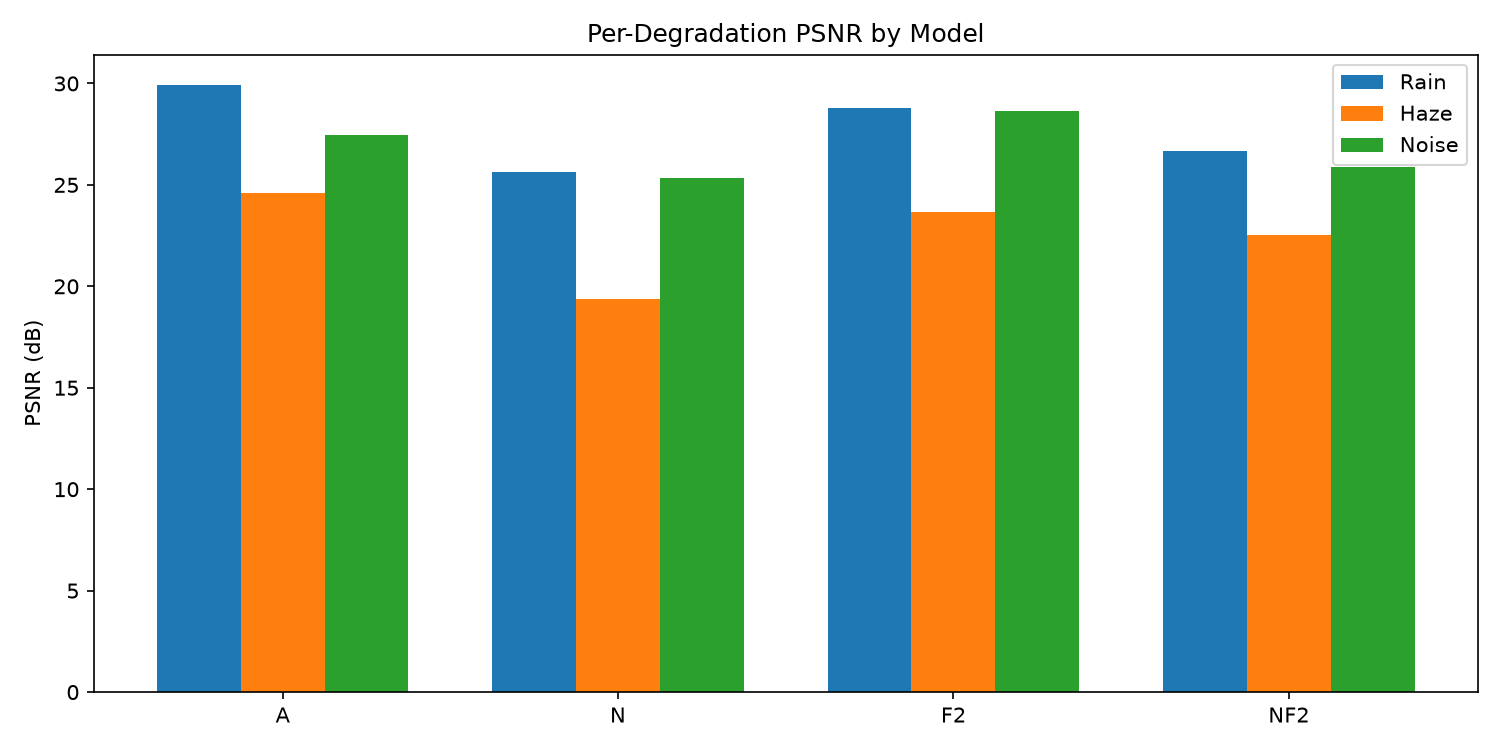 Per-Degradation PSNR by Model
PSNR (dB)
30
25
20
15
10
5
0
Rain
Haze
Noise
A
N
F2
NF2